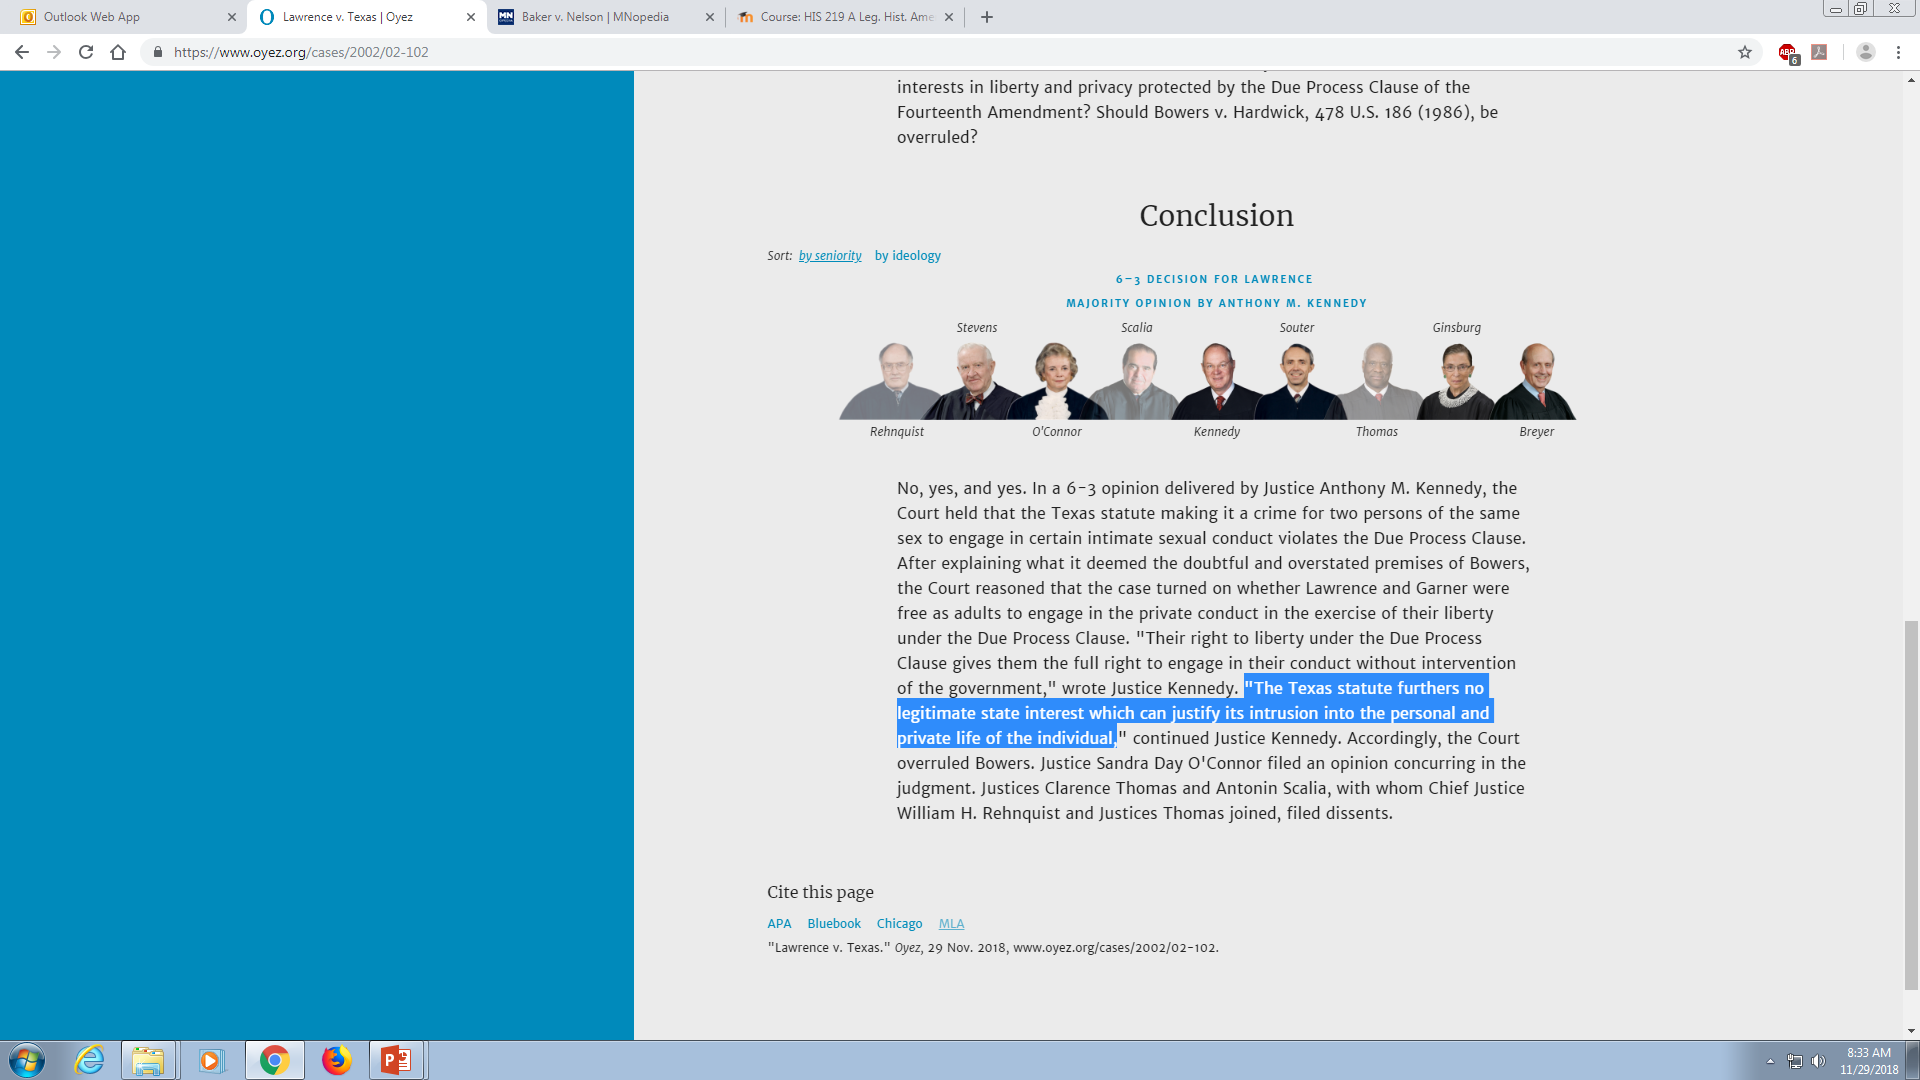 Outlook Web App
Lawrence v. Texas | Oyez
Baker v. Nelson | MNopedia
Course: HIS 219 A Leg. Hist. Ame
https://www.oyez.org/cases/2002/02-102
interests in liberty and privacy protected by the Due Process Clause of the
Fourteenth Amendment? Should Bowers v. Hardwick, 478 U.S. 186 (1986), be
overruled?
Conclusion
Sort: by seniority by ideology
6–3 DECISION FOR LAWRENCE
MAJORITY OPINION BY ANTHONY M. KENNEDY
Stevens Scalia Souter Ginsburg
Rehnquist O'Connor Kennedy Thomas Breyer
No, yes, and yes. In a 6-3 opinion delivered by Justice Anthony M. Kennedy, the
Court held that the Texas statute making it a crime for two persons of the same
sex to engage in certain intimate sexual conduct violates the Due Process Clause.
After explaining what it deemed the doubtful and overstated premises of Bowers,
the Court reasoned that the case turned on whether Lawrence and Garner were
free as adults to engage in the private conduct in the exercise of their liberty
under the Due Process Clause. "Their right to liberty under the Due Process
Clause gives them the full right to engage in their conduct without intervention
of the government," wrote Justice Kennedy. "The Texas statute furthers no
legitimate state interest which can justify its intrusion into the personal and
private life of the individual," continued Justice Kennedy. Accordingly, the Court
overruled Bowers. Justice Sandra Day O'Connor filed an opinion concurring in the
judgment. Justices Clarence Thomas and Antonin Scalia, with whom Chief Justice
William H. Rehnquist and Justices Thomas joined, filed dissents.
Cite this page
APA Bluebook Chicago MLA
"Lawrence v. Texas." Oyez, 29 Nov. 2018, www.oyez.org/cases/2002/02-102.
8:33 AM
11/29/2018